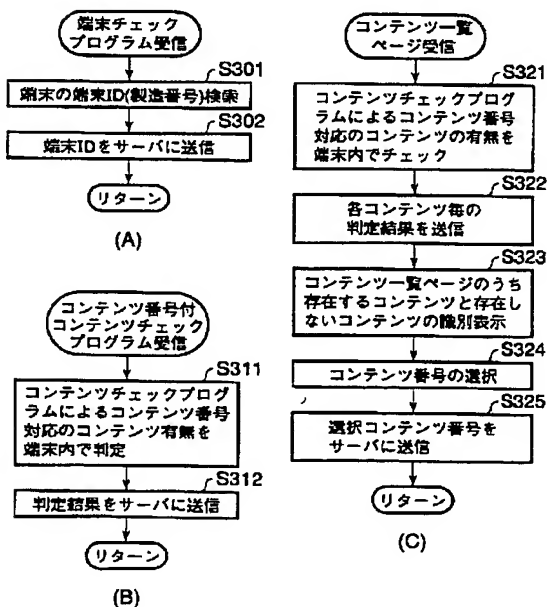 端末チェック
プログラム受信
S301
端末の端末ID(製造番号)検索
S302
端末IDをサーバに送信
リターン
(A)
コンテンツ番号付
コンテンツチェック
プログラム受信
S311
コンテンツチェックプログ
ラムによるコンテンツ番号
対応のコンテンツ有無を
端末内で判定
S312
判定結果をサーバに送信
リターン
(B)
コンテンツ一覧
ページ受信
S321
コンテンツチェックプログ
ラムによるコンテンツ番号
対応のコンテンツの有無を
端末内でチェック
S322
各コンテンツ毎の
判定結果を送信
S323
コンテンツ一覧ページのうち
存在するコンテンツと存在し
ないコンテンツの識別表示
S324
コンテンツ番号の選択
S325
選択コンテンツ番号を
サーバに送信
リターン
(C)